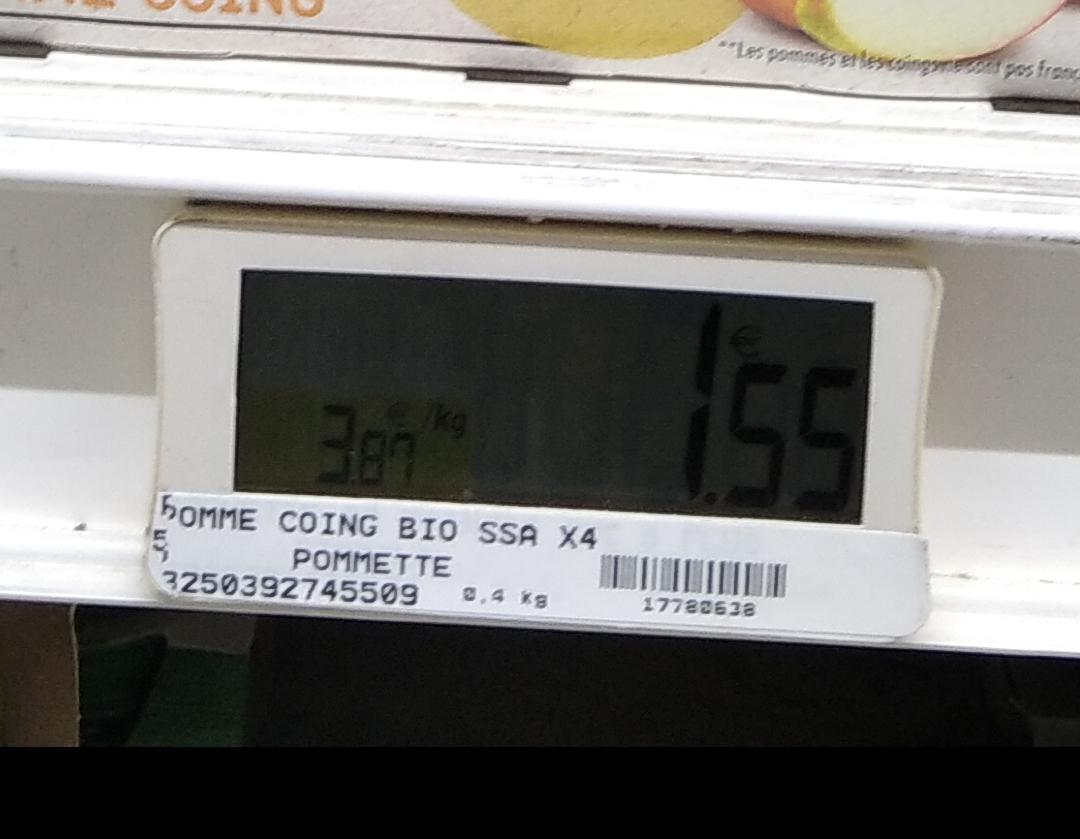 COING
**Les pommes et les coings ne sont pas franç
1.55 €
3.87 € /kg
POMME COING BIO SSA X4
POMMETTE
3250392745509 0.4 kg
17780638